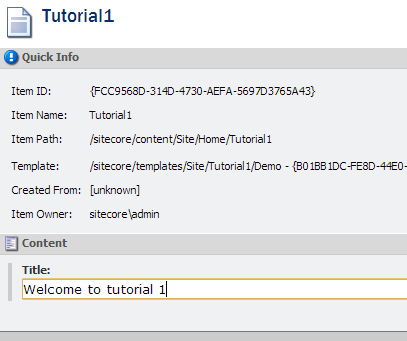 Tutorial1
Quick Info
Item ID: {FCC9568D-314D-4730-AEFA-5697D3765A43}
Item Name: Tutorial1
Item Path: /sitecore/content/Site/Home/Tutorial1
Template: /sitecore/templates/Site/Tutorial1/Demo - {B01BB1DC-FE8D-44E0-
Created From: [unknown]
Item Owner: sitecore\admin
Content
Title:
Welcome to tutorial 1